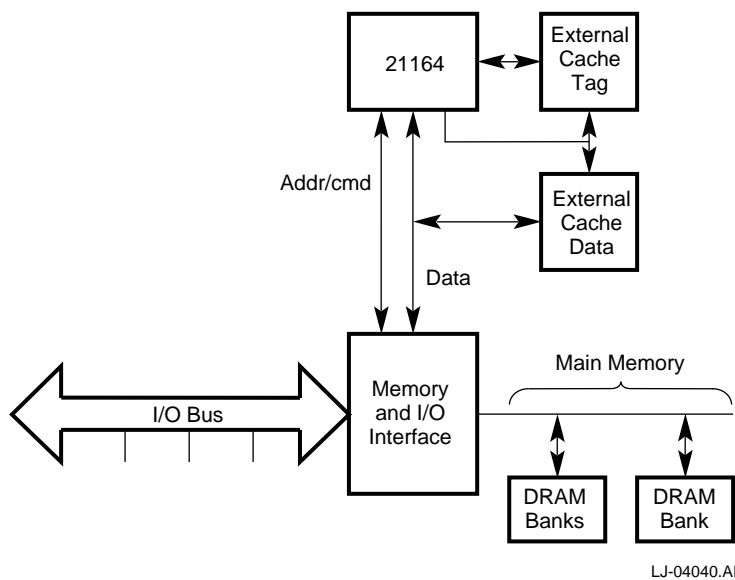 21164
External
Cache
Tag
Addr/cmd
External
Cache
Data
Data
Main Memory
I/O Bus
Memory
and I/O
Interface
DRAM
Banks
DRAM
Bank
LJ-04040.AI